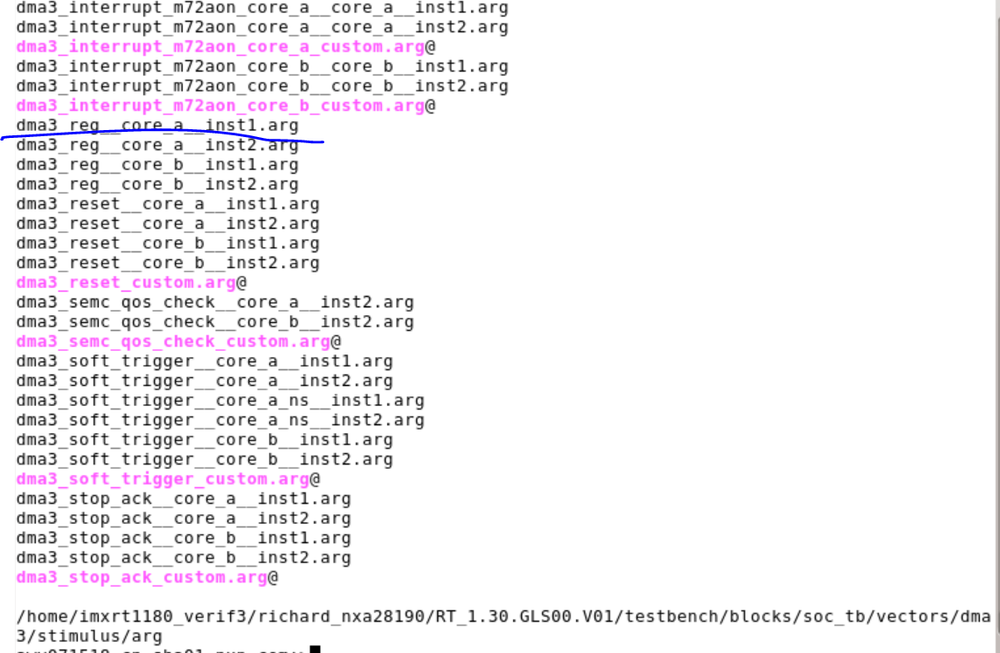 dma3_interrupt_m72aon_core_a__core_a__inst1.arg
dma3_interrupt_m72aon_core_a__core_a__inst2.arg
dma3_interrupt_m72aon_core_a_custom.arg@
dma3_interrupt_m72aon_core_b__core_b__inst1.arg
dma3_interrupt_m72aon_core_b__core_b__inst2.arg
dma3_interrupt_m72aon_core_b_custom.arg@
dma3_reg__core_a__inst1.arg
dma3_reg__core_a__inst2.arg
dma3_reg__core_b__inst1.arg
dma3_reg__core_b__inst2.arg
dma3_reset__core_a__inst1.arg
dma3_reset__core_a__inst2.arg
dma3_reset__core_b__inst1.arg
dma3_reset__core_b__inst2.arg
dma3_reset_custom.arg@
dma3_semc_qos_check__core_a__inst2.arg
dma3_semc_qos_check__core_b__inst2.arg
dma3_semc_qos_check_custom.arg@
dma3_soft_trigger__core_a__inst1.arg
dma3_soft_trigger__core_a__inst2.arg
dma3_soft_trigger__core_a_ns__inst1.arg
dma3_soft_trigger__core_a_ns__inst2.arg
dma3_soft_trigger__core_b__inst1.arg
dma3_soft_trigger__core_b__inst2.arg
dma3_soft_trigger_custom.arg@
dma3_stop_ack__core_a__inst1.arg
dma3_stop_ack__core_a__inst2.arg
dma3_stop_ack__core_b__inst1.arg
dma3_stop_ack__core_b__inst2.arg
dma3_stop_ack_custom.arg@
/home/imxrt1180_verif3/richard_nxa28190/RT_1.30.GLS00.V01/testbench/blocks/soc_tb/vectors/dma
3/stimulus/arg